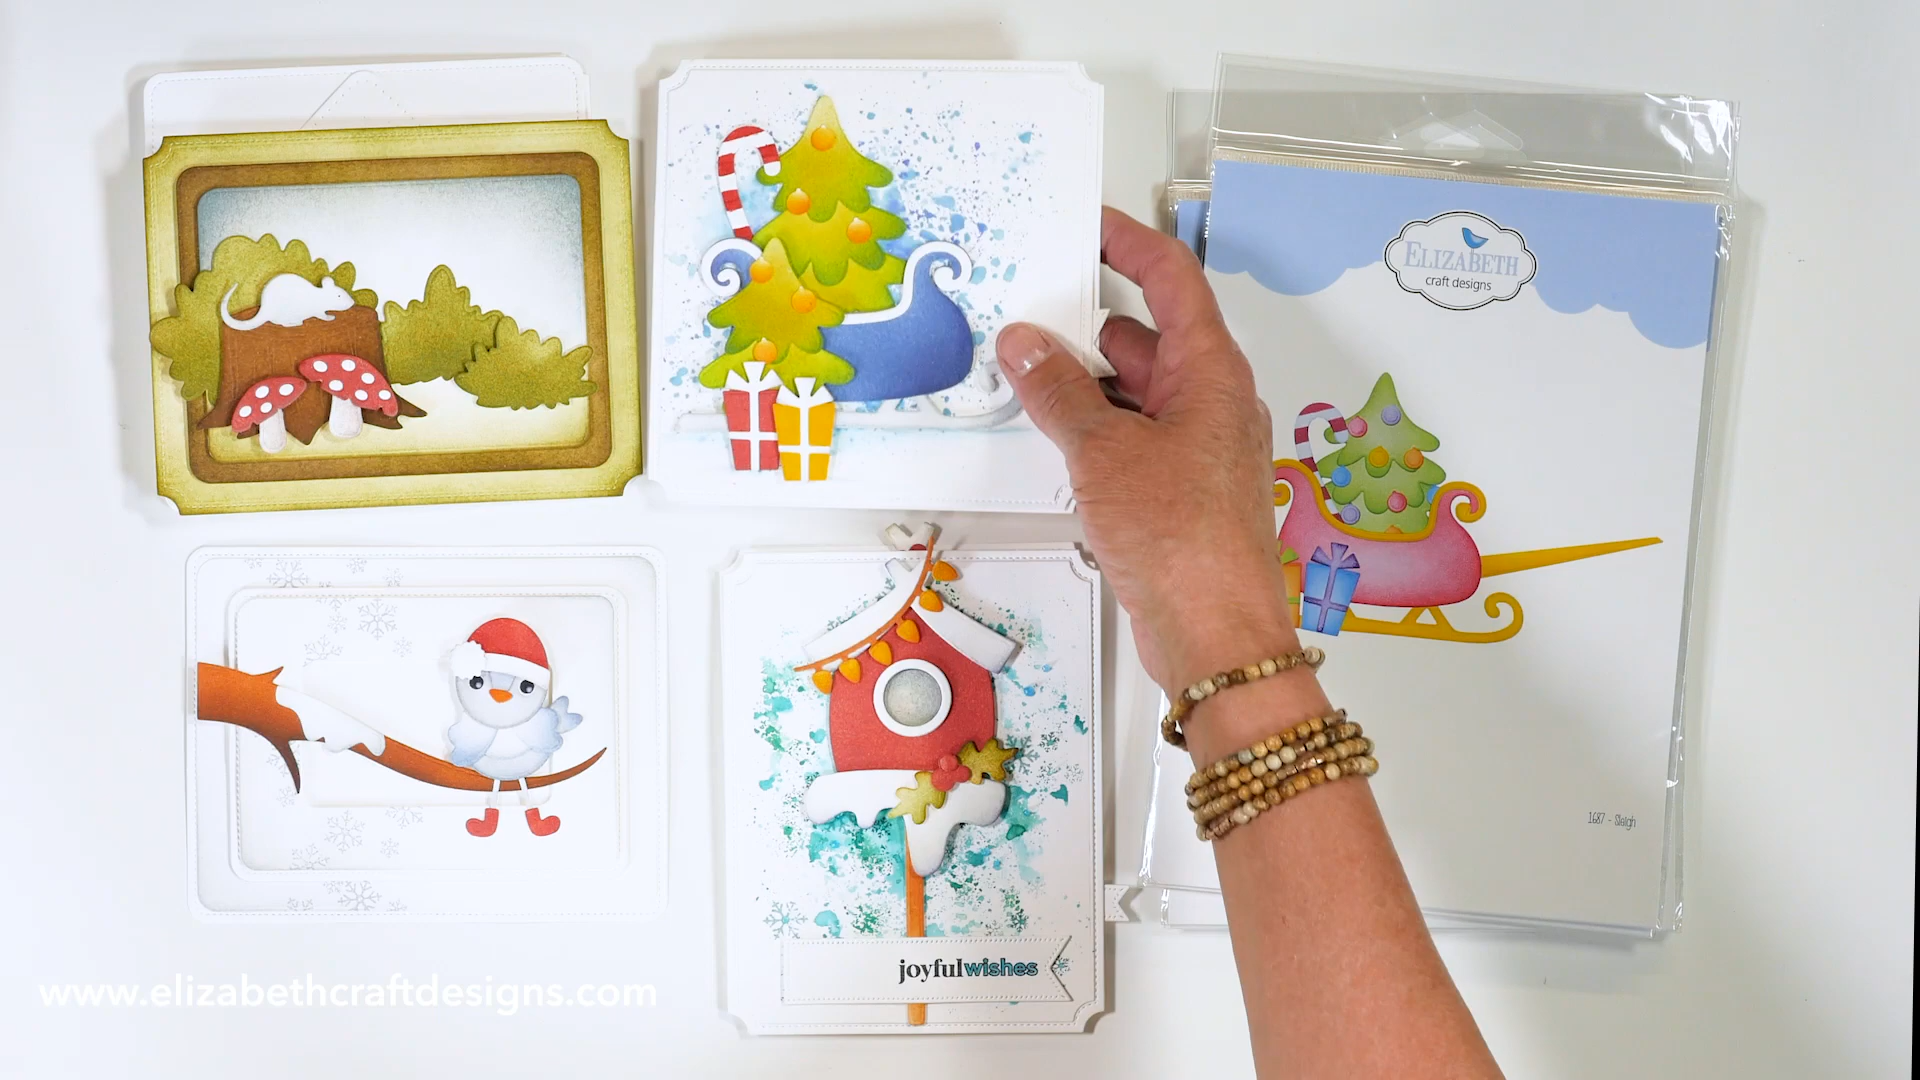 ELIZABETH
craft designs
1687 - Sleigh
joyfulwishes
www.elizabethcraftdesigns.com